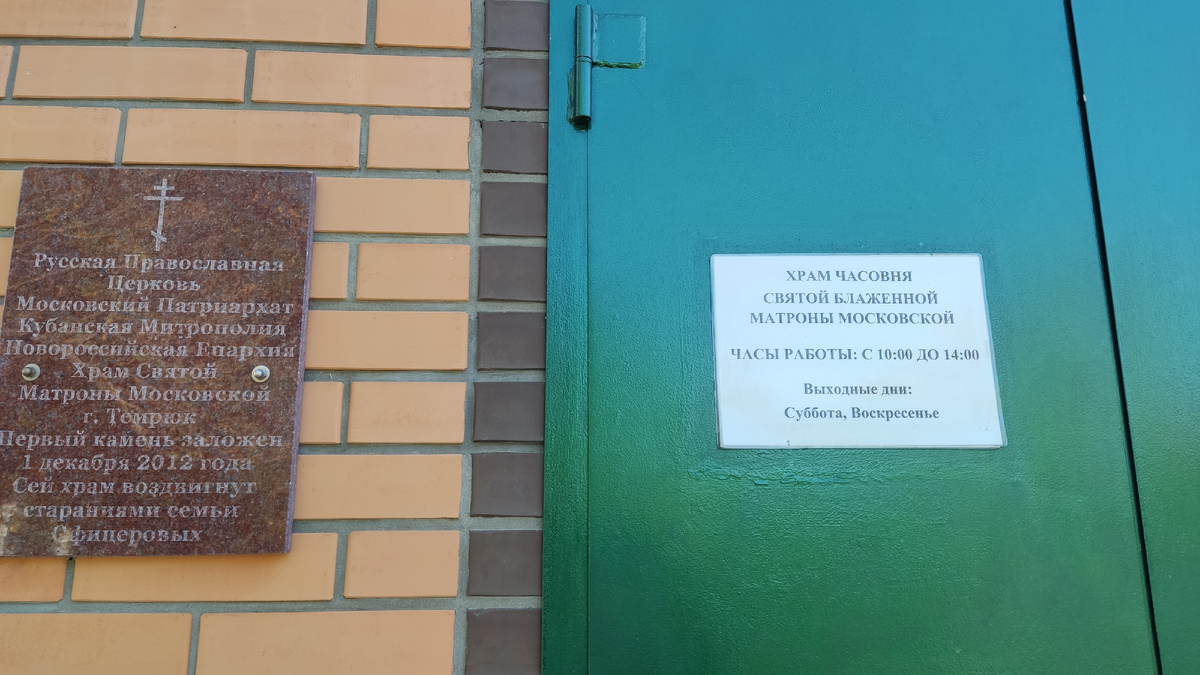 Русская Православная
Церковь
Московский Патриархат
Кубанская Митрополия
Новороссийская Епархия
Храм Святой
Матроны Московской
г. Темрюк
Первый камень заложен
1 декабря 2012 года
Сей храм воздвигнут
стараниями семьи
Офицеровых
ХРАМ ЧАСОВНЯ
СВЯТОЙ БЛАЖЕННОЙ
МАТРОНЫ МОСКОВСКОЙ
ЧАСЫ РАБОТЫ: С 10:00 ДО 14:00
Выходные дни:
Суббота, Воскресенье